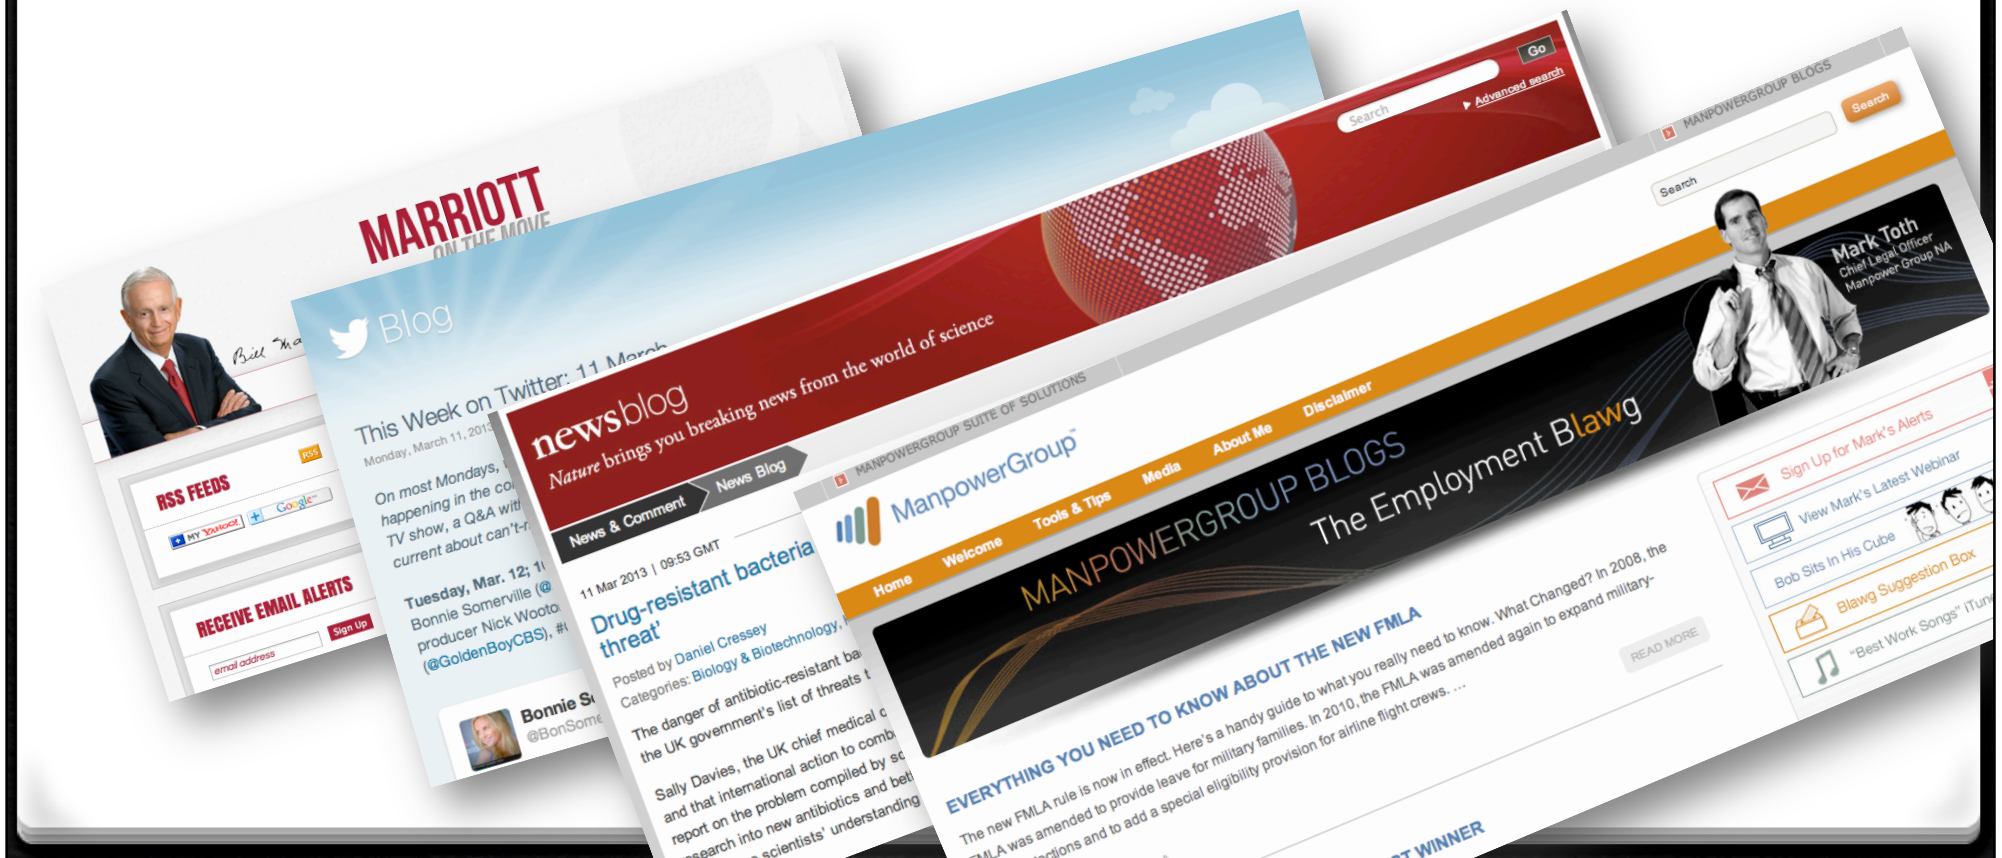 MARRIOTT
ON THE MOVE
Bill
RSS FEEDS
RSS
MY YAHOO!
Google
RECEIVE EMAIL ALERTS
email address
Sign Up
Blog
This Week on Twitter: 11 March
Monday, March 11, 2013
On most Mondays,
happening in the
TV show, a Q&A with
current about can't-
Tuesday, Mar. 12;
Bonnie Somerville (@
producer Nick
(@GoldenBoyCBS),
Bonnie
Search
Go
Advanced search
newsblog
Nature brings you breaking news from the world of science
News & Comment
News Blog
11 Mar 2013 | 09:53 GMT
Drug-resistant bacteria
threat'
Posted by Daniel Cressey
Categories: Biology & Biotechnology,
The danger of antibiotic-resistant
the UK government's list of threats
Sally Davies, the UK chief medical
and that international action to
report on the problem compiled by
into new antibiotics and
scientists' understanding
MANPOWERGROUP SUITE OF SOLUTIONS
MANPOWERGROUP BLOGS
ManpowerGroup™
Search
Search
Home
Welcome
Tools & Tips
Media
About Me
Disclaimer
MANPOWERGROUP BLOGS
The Employment Blawg
Mark Toth
Chief Legal Officer
Manpower Group NA
EVERYTHING YOU NEED TO KNOW ABOUT THE NEW FMLA
The new FMLA rule is now in effect. Here's a handy guide to what you really need to know. What Changed? In 2008, the
FMLA was amended to provide leave for military families. In 2010, the FMLA was amended again to expand military-
and to add a special eligibility provision for airline flight crews. ...
READ MORE
WINNER
Sign Up for Mark's Alerts
View Mark's Latest Webinar
Bob Sits In His Cube
Blawg Suggestion Box
"Best Work Songs"